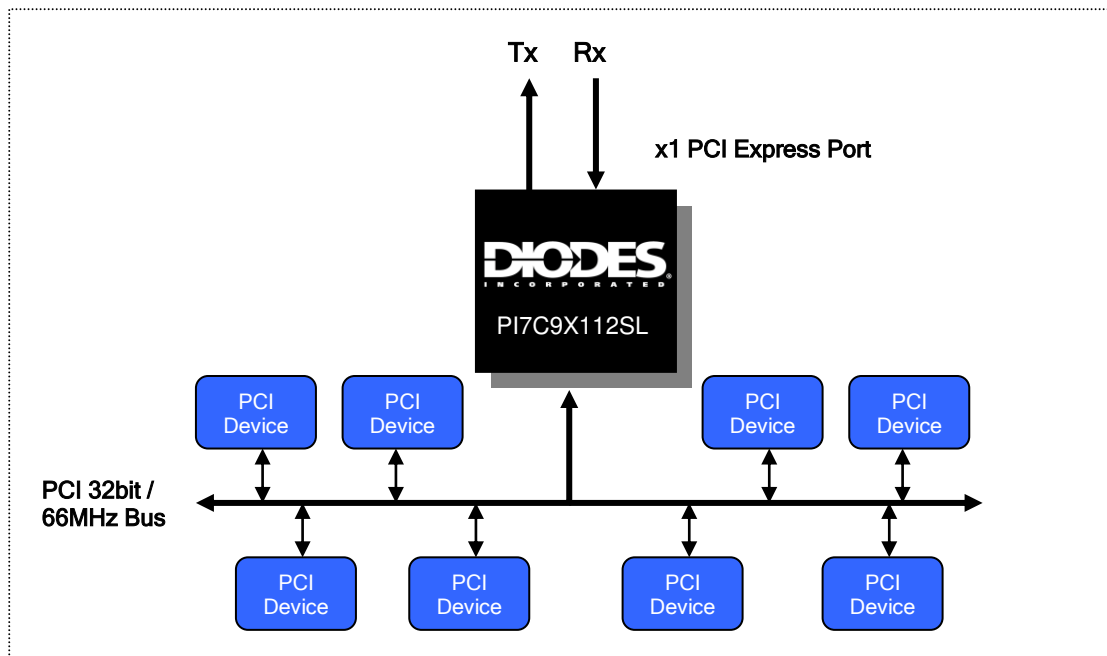 Tx Rx
x1 PCI Express Port
DIODES®
INCORPORATED
PI7C9X112SL
PCI
Device
PCI
Device
PCI
Device
PCI
Device
PCI 32bit /
66MHz Bus
PCI
Device
PCI
Device
PCI
Device
PCI
Device